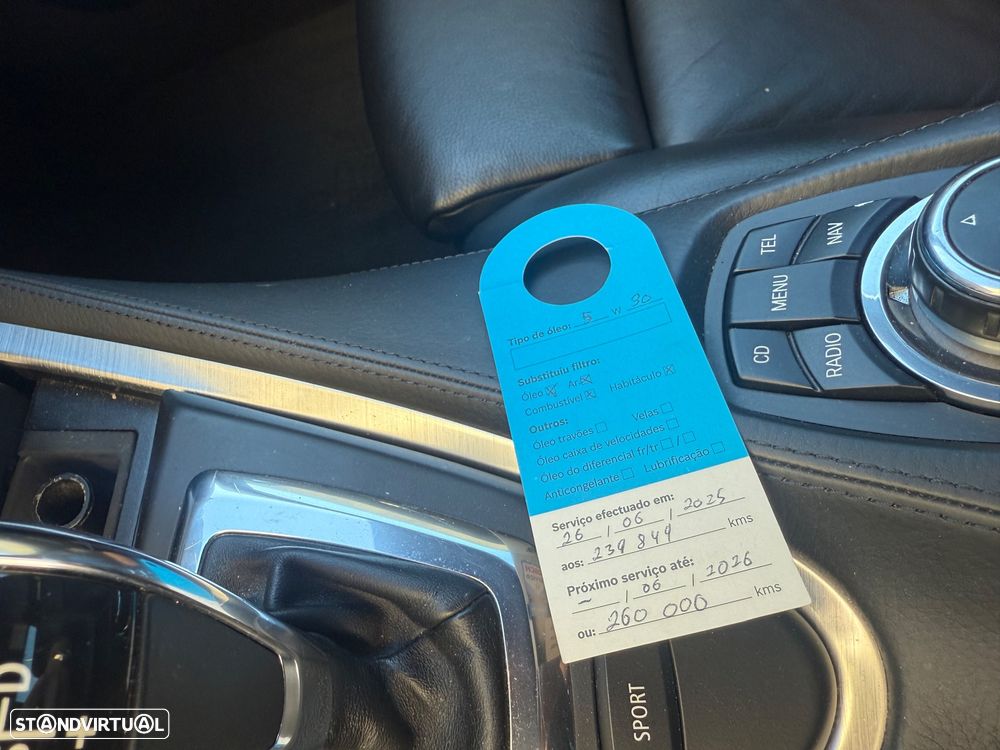 TEL
NAV
MENU
CD
RADIO
Tipo de óleo: 5 W 30
Substituiu filtro:
Óleo Ar
Combustível Habitáculo
Outros:
Óleo travões Velas
Óleo caixa de velocidades
Óleo do diferencial fr/tr /
Anticongelante Lubrificação
Serviço efectuado em:
26 / 06 / 2025
aos: 239 849 kms
Próximo serviço até:
- / 06 / 2026
ou: 260 000 kms
SPORT
D
STANDVIRTUAL